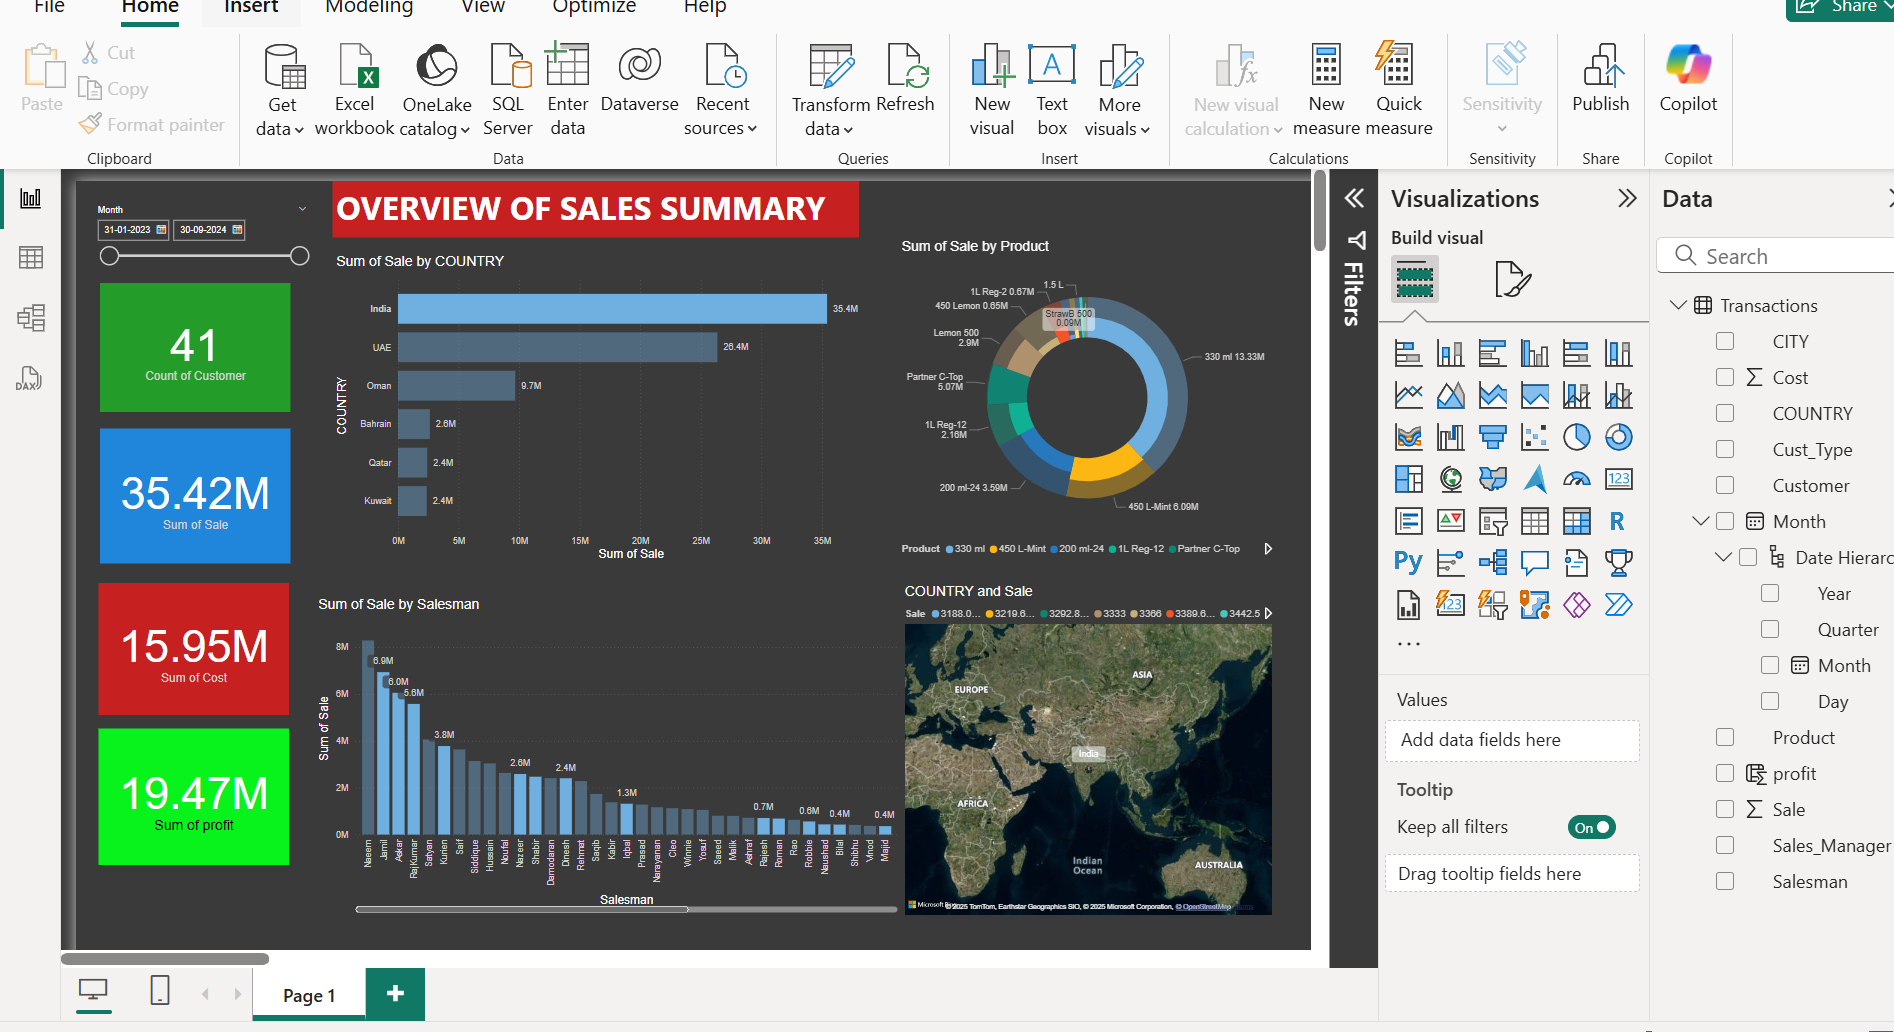 File Home Insert Modeling View Optimize Help
Share
Paste
Cut
Copy
Format painter
Clipboard
Get data
Excel workbook
OneLake catalog
SQL Server
Enter data
Dataverse
Recent sources
Data
Transform data
Refresh
Queries
New visual
Text box
More visuals
Insert
New visual calculation
New measure
Quick measure
Calculations
Sensitivity
Sensitivity
Publish
Share
Copilot
Copilot
Month
31-01-2023 30-09-2024
41
Count of Customer
35.42M
Sum of Sale
15.95M
Sum of Cost
19.47M
Sum of profit
OVERVIEW OF SALES SUMMARY
Sum of Sale by COUNTRY
COUNTRY
India 35.4M
UAE 26.4M
Oman 9.7M
Bahrain 2.6M
Qatar 2.4M
Kuwait 2.4M
0M 5M 10M 15M 20M 25M 30M 35M
Sum of Sale
Sum of Sale by Product
1.5 L
1L Reg-2 0.67M
450 Lemon 0.65M
StrawB 500
0.09M
Lemon 500
2.9M
330 ml 13.33M
Partner C-Top
5.07M
1L Reg-12
2.16M
200 ml-24 3.59M
450 L-Mint 6.09M
Product 330 ml 450 L-Mint 200 ml-24 1L Reg-12 Partner C-Top
Sum of Sale by Salesman
Sum of Sale
8M
6M
4M
2M
0M
6.9M
6.0M
5.6M
3.8M
2.6M
2.4M
1.3M
0.7M
0.6M
0.4M
0.4M
Naeem Jamil Askar RajKumar Satyan Kurien Saif Siddique Hussain Noufal Nazeer Shabir Damodaran Dinesh Rehmat Saqib Kabir Iqbal Prasad Narayanan Cleo Winnie Yosuf Saeed Malik Ashraf Rajesh Roman Rao Robbie Naushad Bilal Shibhu Vinod Majid
Salesman
COUNTRY and Sale
Sale 3188.0... 3219.6... 3292.8... 3333 3366 3389.6... 3442.5
EUROPE
ASIA
India
AFRICA
Indian
Ocean
AUSTRALIA
© 2025 TomTom, Earthstar Geographics SIO, © 2025 Microsoft Corporation, © OpenStreetMap
Filters
Visualizations
Build visual
123
R
Py
123
...
Values
Add data fields here
Tooltip
Keep all filters
On
Drag tooltip fields here
Data
Search
Transactions
CITY
Cost
COUNTRY
Cust_Type
Customer
Month
Date Hierarc
Year
Quarter
Month
Day
Product
profit
Sale
Sales_Manager
Salesman
DAX
Page 1